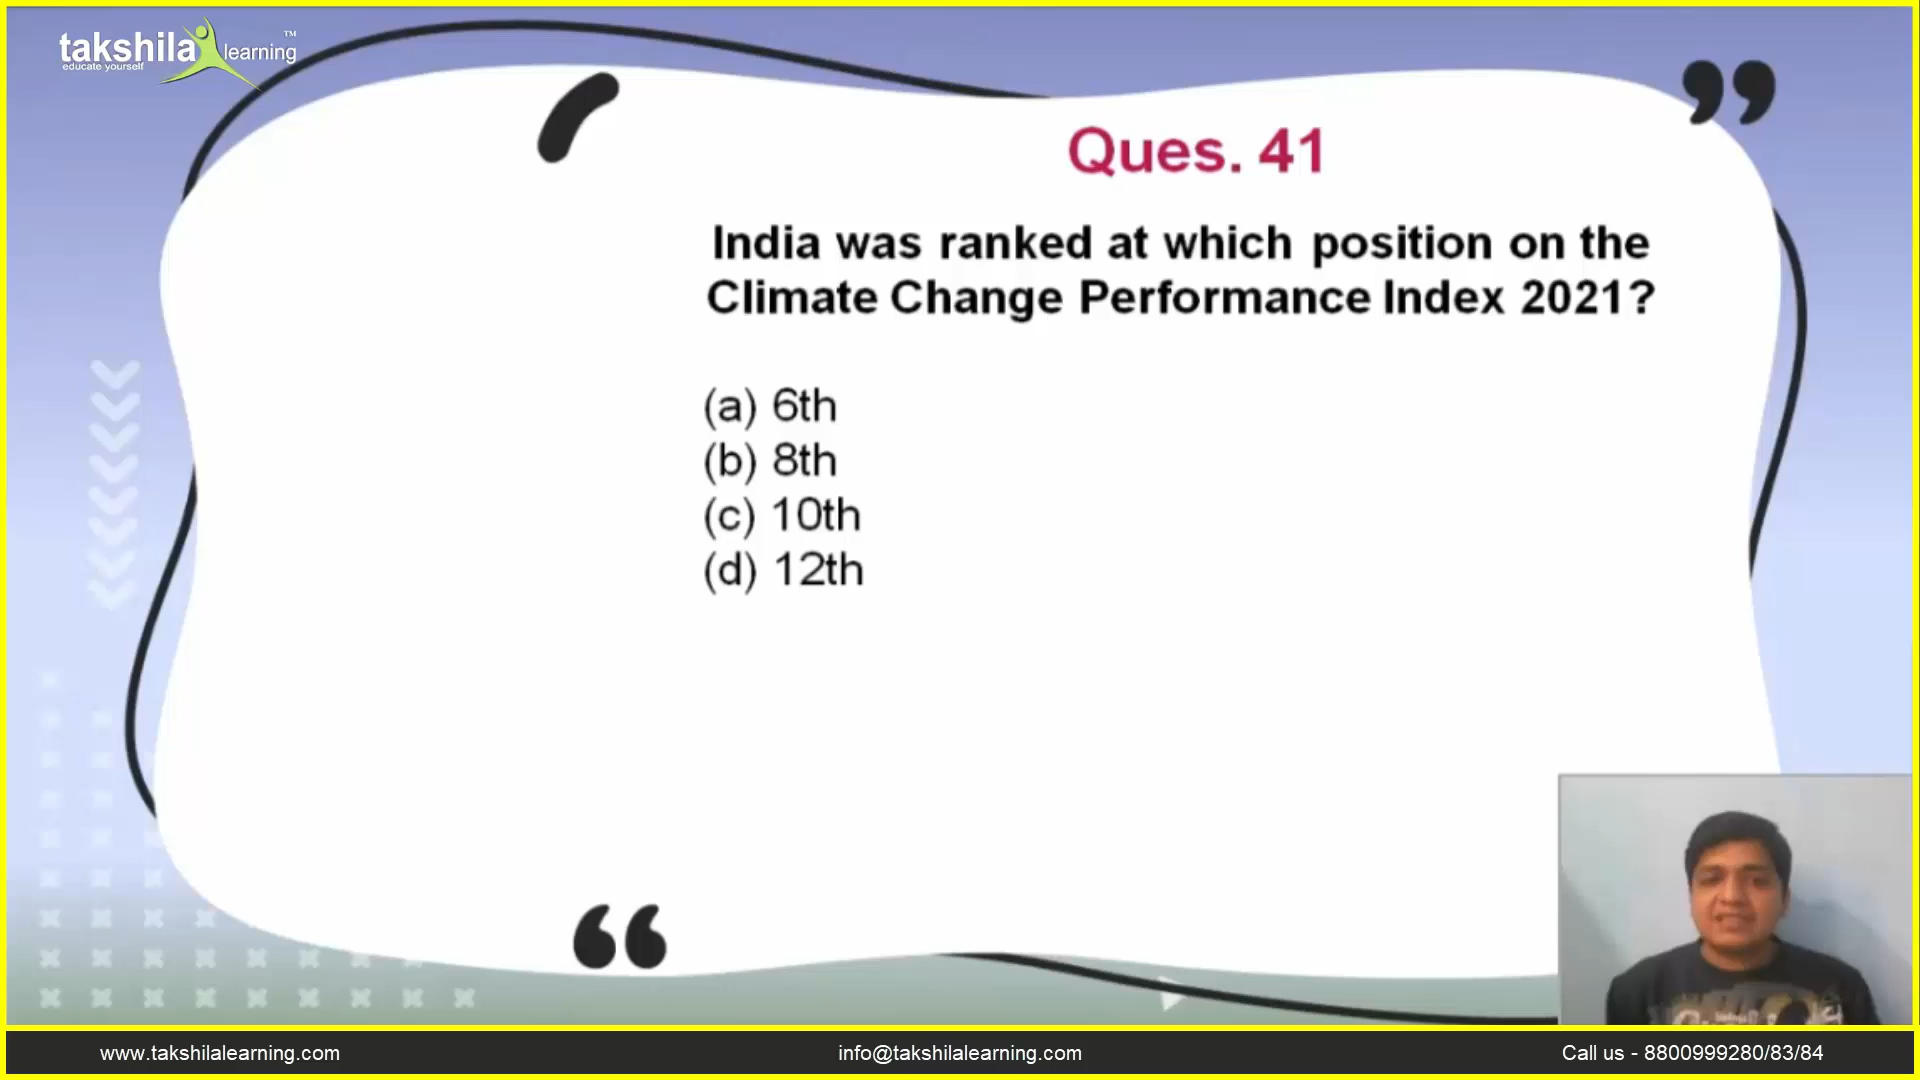 takshila learning ™
educate yourself
Ques. 41
India was ranked at which position on the
Climate Change Performance Index 2021?
(a) 6th
(b) 8th
(c) 10th
(d) 12th
www.takshilalearning.com
info@takshilalearning.com
Call us - 8800999280/83/84